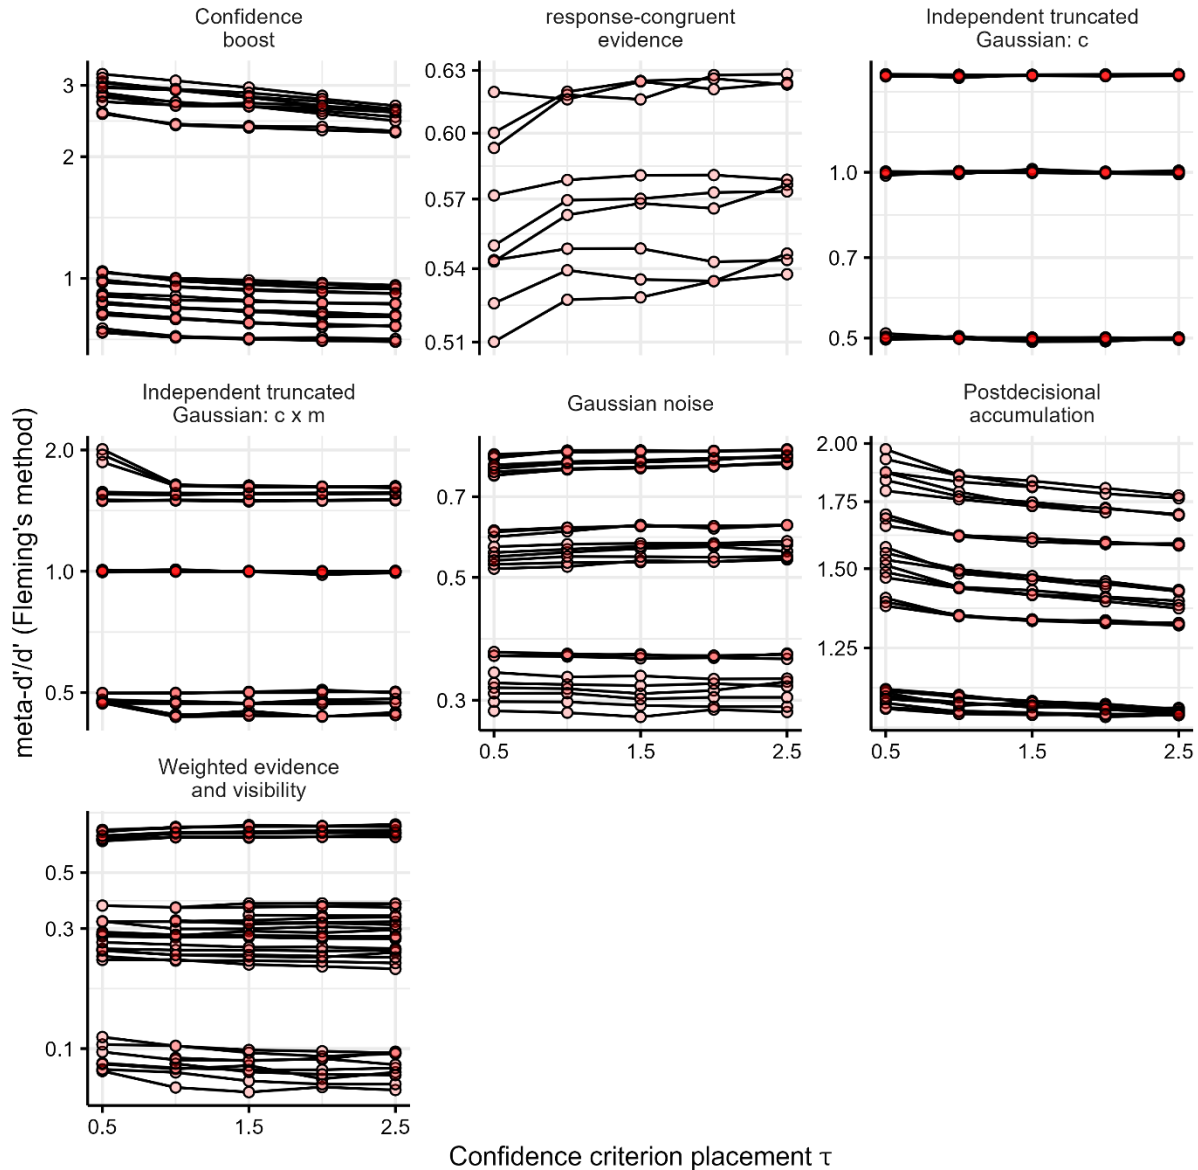 Confidence
boost
response-congruent
evidence
Independent truncated
Gaussian: c
3
2
1
0.63
0.60
0.57
0.54
0.51
1.0
0.7
0.5
Independent truncated
Gaussian: c x m
Gaussian noise
Postdecisional
accumulation
2.0
1.0
0.5
0.7
0.5
0.3
2.00
1.75
1.50
1.25
0.5 1.5 2.5
0.5 1.5 2.5
Weighted evidence
and visibility
0.5
0.3
0.1
0.5 1.5 2.5
meta-d'/d' (Fleming's method)
Confidence criterion placement τ